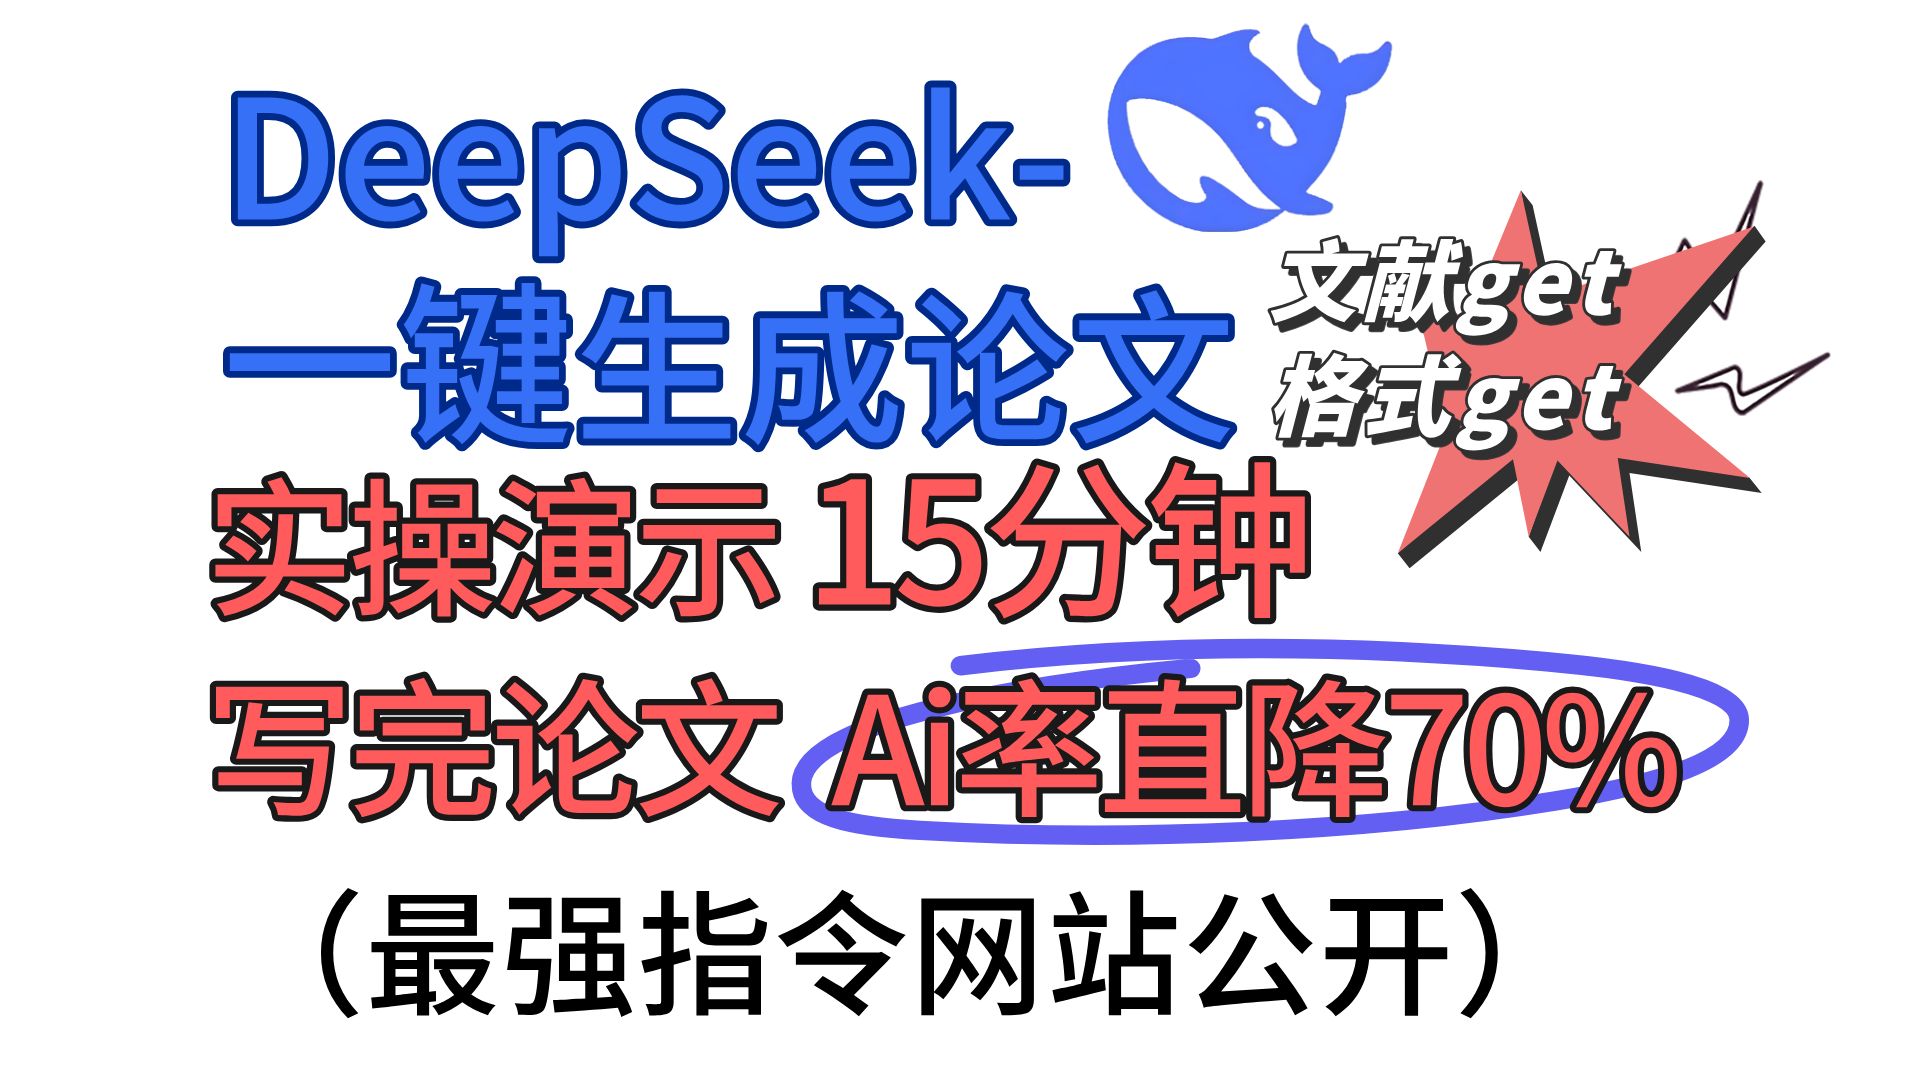 DeepSeek-
一键生成论文
文献get
格式get
实操演示 15分钟
写完论文 Ai率直降70%
（最强指令网站公开）